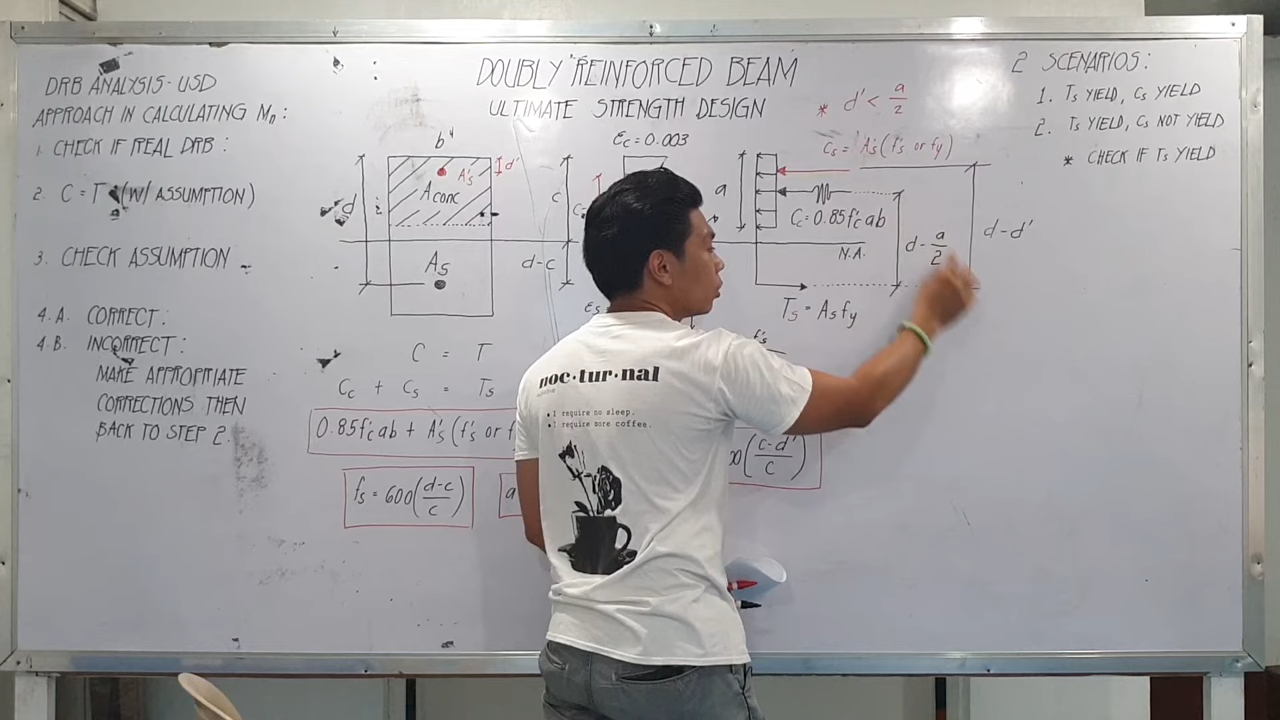 DRB ANALYSIS - USD
APPROACH IN CALCULATING Mn :
1. CHECK IF REAL DRB :
2. C = T (W/ ASSUMPTION)
3. CHECK ASSUMPTION
4. A. CORRECT :
4. B. INCORRECT :
MAKE APPROPRIATE
CORRECTIONS THEN
BACK TO STEP 2.
DOUBLY REINFORCED BEAM
ULTIMATE STRENGTH DESIGN
* d' < a/2
b
εc = 0.003
Cs = A's (f's or fy)
d'
A's
Aconc
d
c
a
Cc = 0.85f'c ab
d - a/2
d - d'
N.A.
d - c
As
Ts = As fy
εs
f's
C = T
Cc + Cs = Ts
0.85f'c ab + A's (f's or f
fs = 600 (d-c/c)
a
00 (c-d'/c)
2 SCENARIOS :
1. Ts YIELD, Cs YIELD
2. Ts YIELD, Cs NOT YIELD
* CHECK IF Ts YIELD
noc·tur·nal
• I require no sleep.
• I require more coffee.